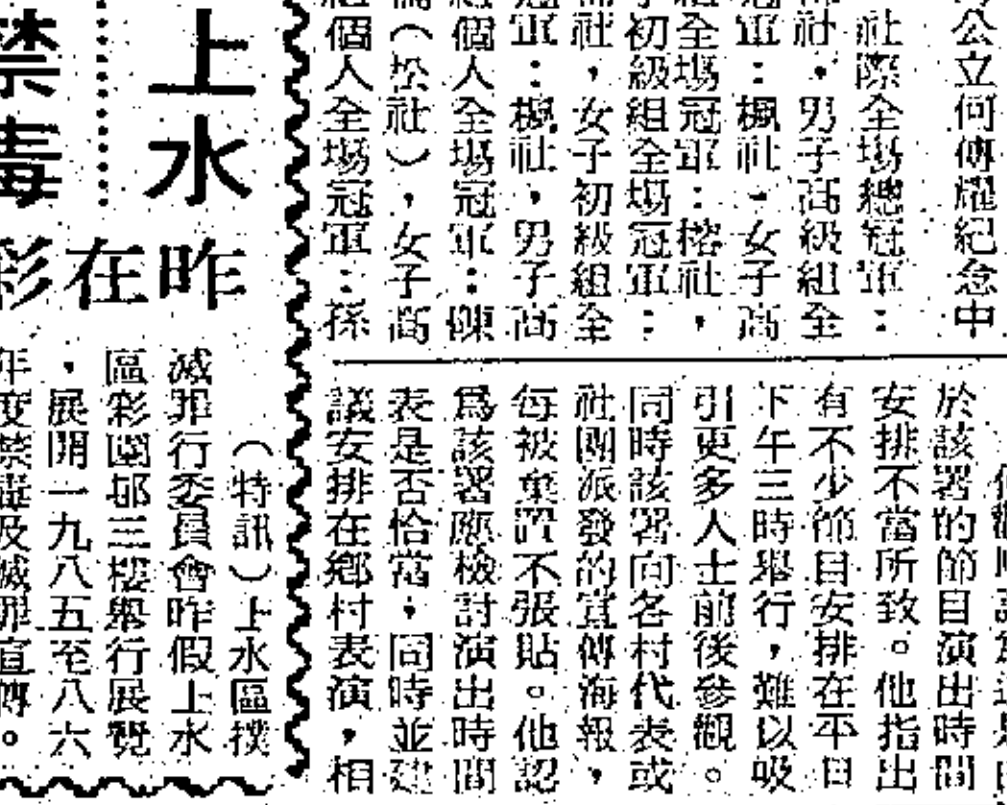 公立何傳耀紀念中
社際全場總冠軍：
社，男子高級組全
冠軍：楓社，女子高
組全場冠軍：榕社，
初級組全場冠軍：
社，女子初級組全
冠軍：楓社，男子高
個人全場冠軍：陳
（松社），女子高
個人全場冠軍：孫
於該署的節目演出時間
安排不當所致。他指出
有不少節目安排在平日
下午三時舉行，難以吸
引更多人士前後參觀。
同時該署向各村代表或
社團派發的宣傳海報，
每被棄置不張貼。他認
爲該署應檢討演出時間
表是否恰當，同時並建
議安排在鄉村表演，相
上水
禁毒
昨在彩
（特訊）上水區撲
滅罪行委員會昨假上水
區彩園邨三樓舉行展覽
，展開一九八五至八六
年度禁毒及滅罪宣傳。